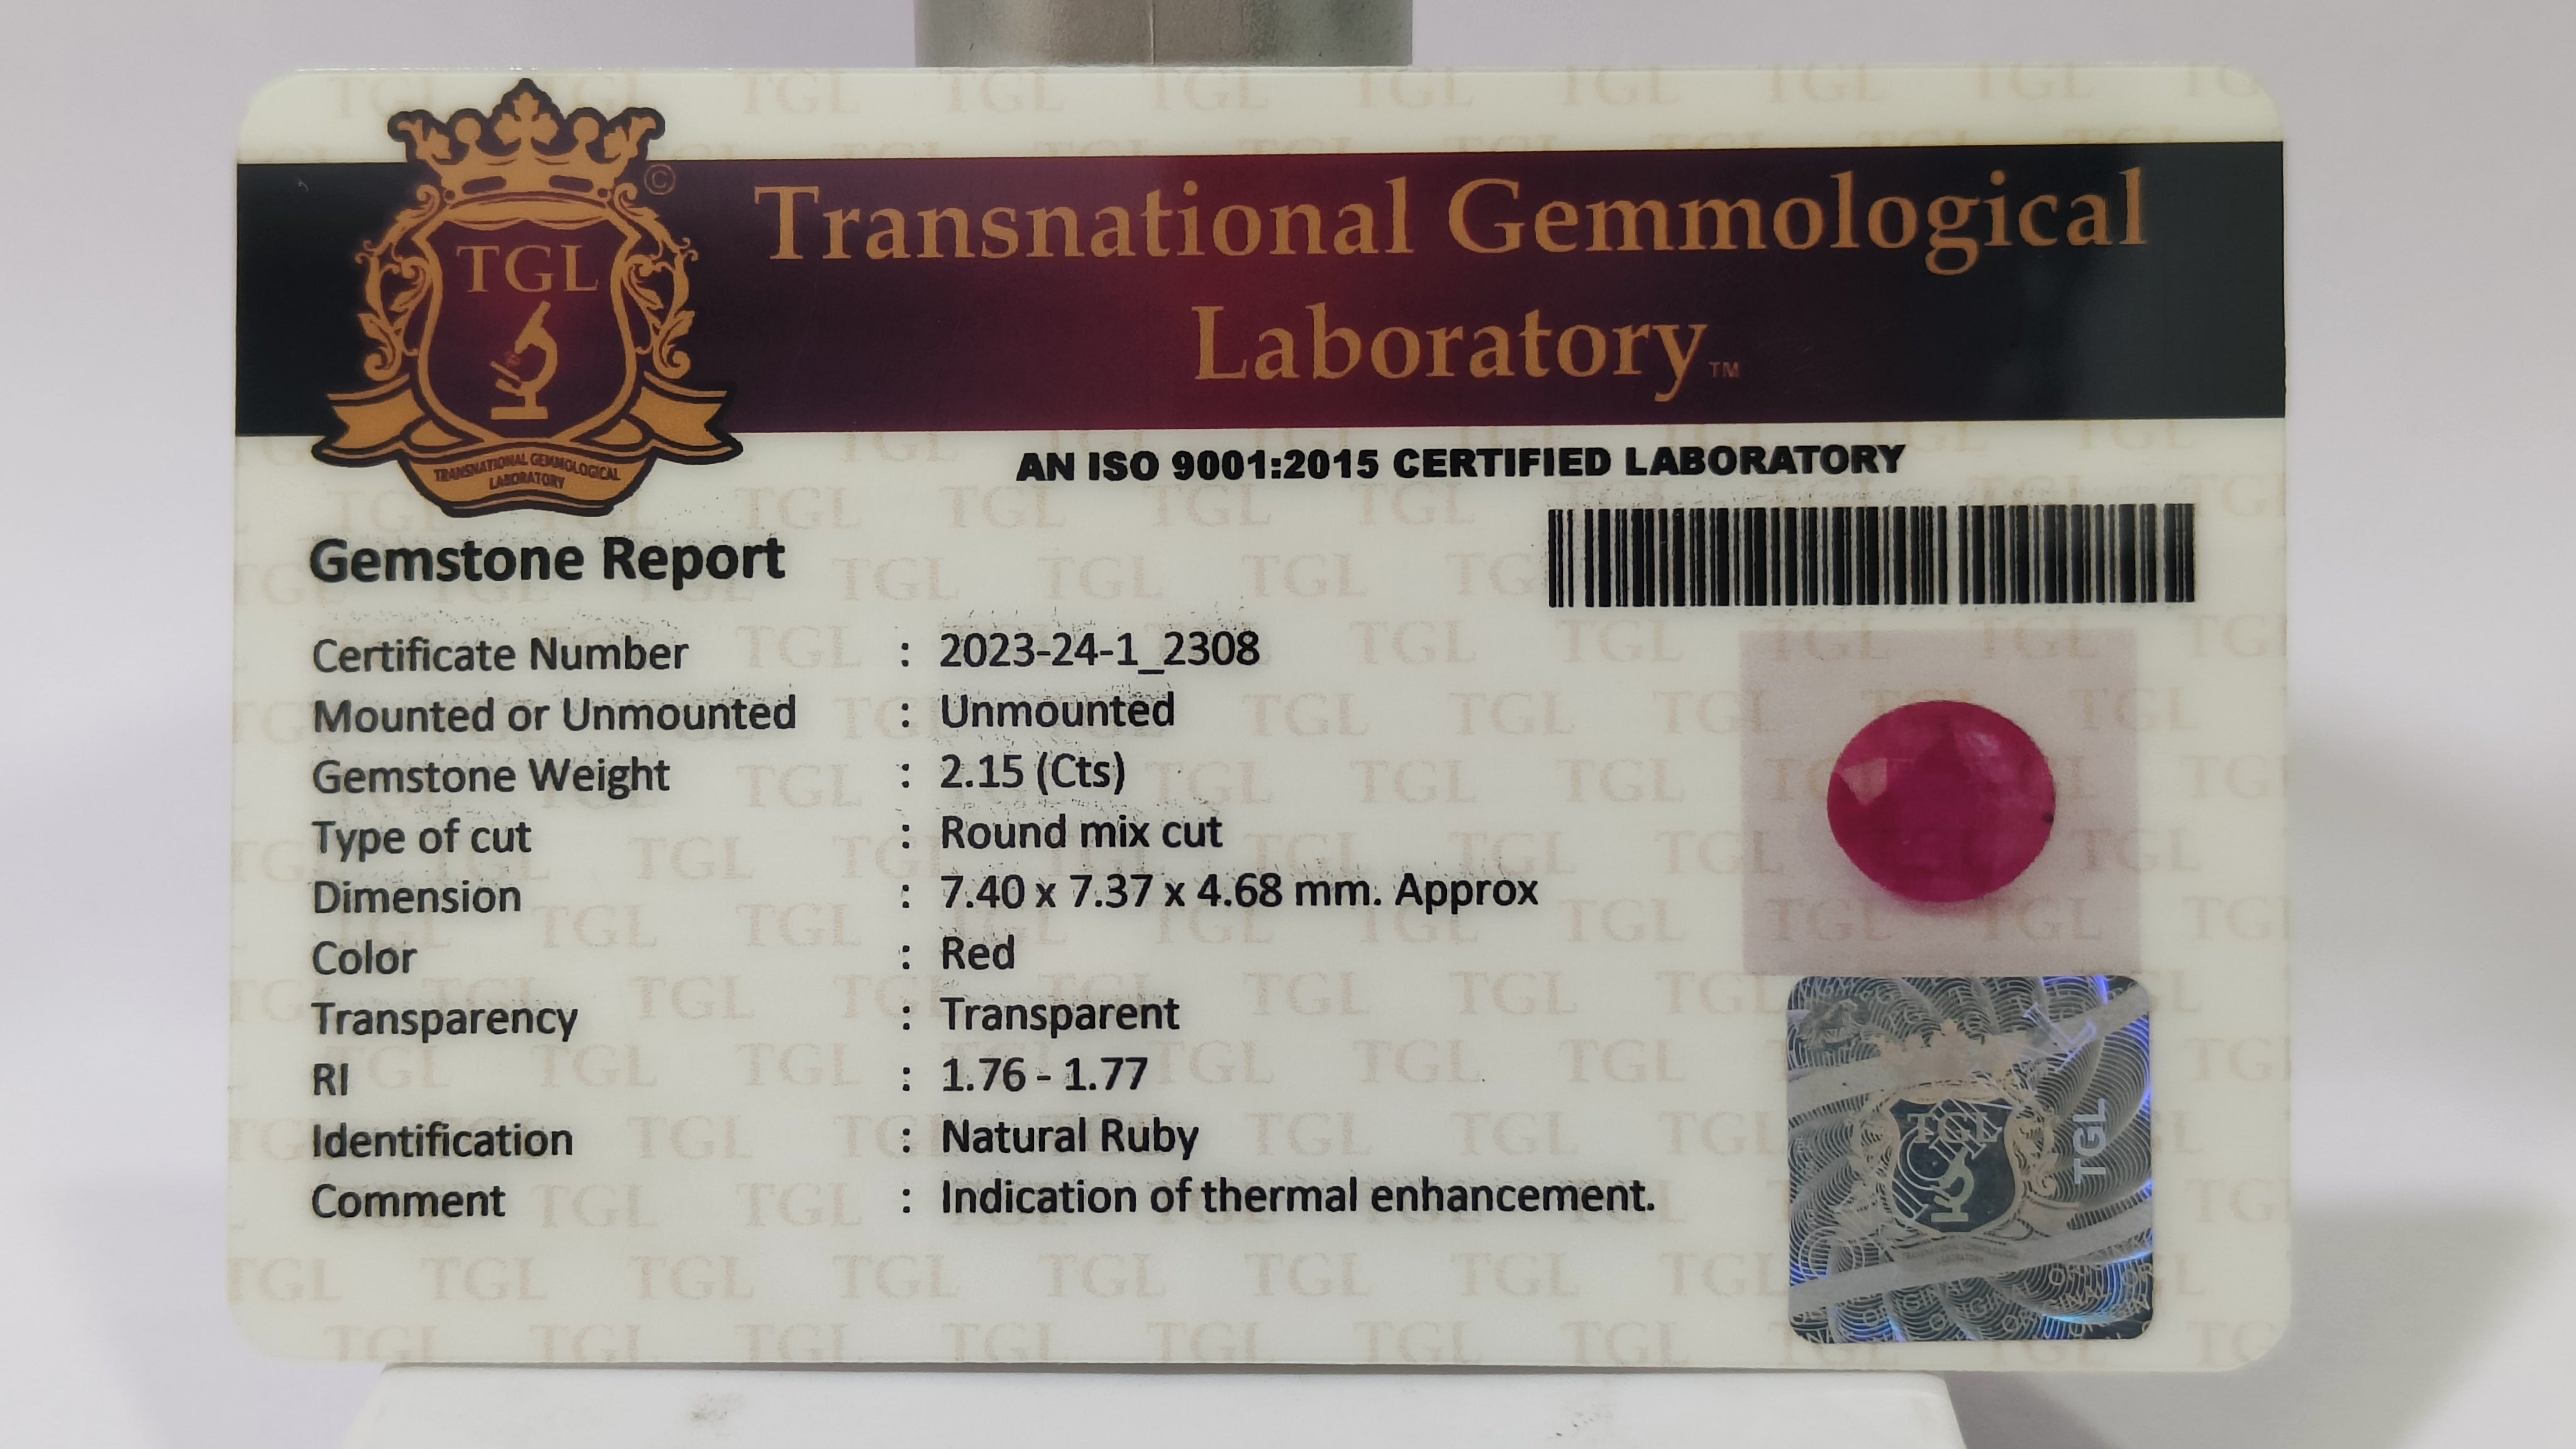 Transnational Gemmological
Laboratory™
©
TGL
TRANSNATIONAL GEMMOLOGICAL
LABORATORY
AN ISO 9001:2015 CERTIFIED LABORATORY
Gemstone Report
Certificate Number : 2023-24-1_2308
Mounted or Unmounted : Unmounted
Gemstone Weight : 2.15 (Cts)
Type of cut : Round mix cut
Dimension : 7.40 x 7.37 x 4.68 mm. Approx
Color : Red
Transparency : Transparent
RI : 1.76 - 1.77
Identification : Natural Ruby
Comment : Indication of thermal enhancement.
TGL
TGL